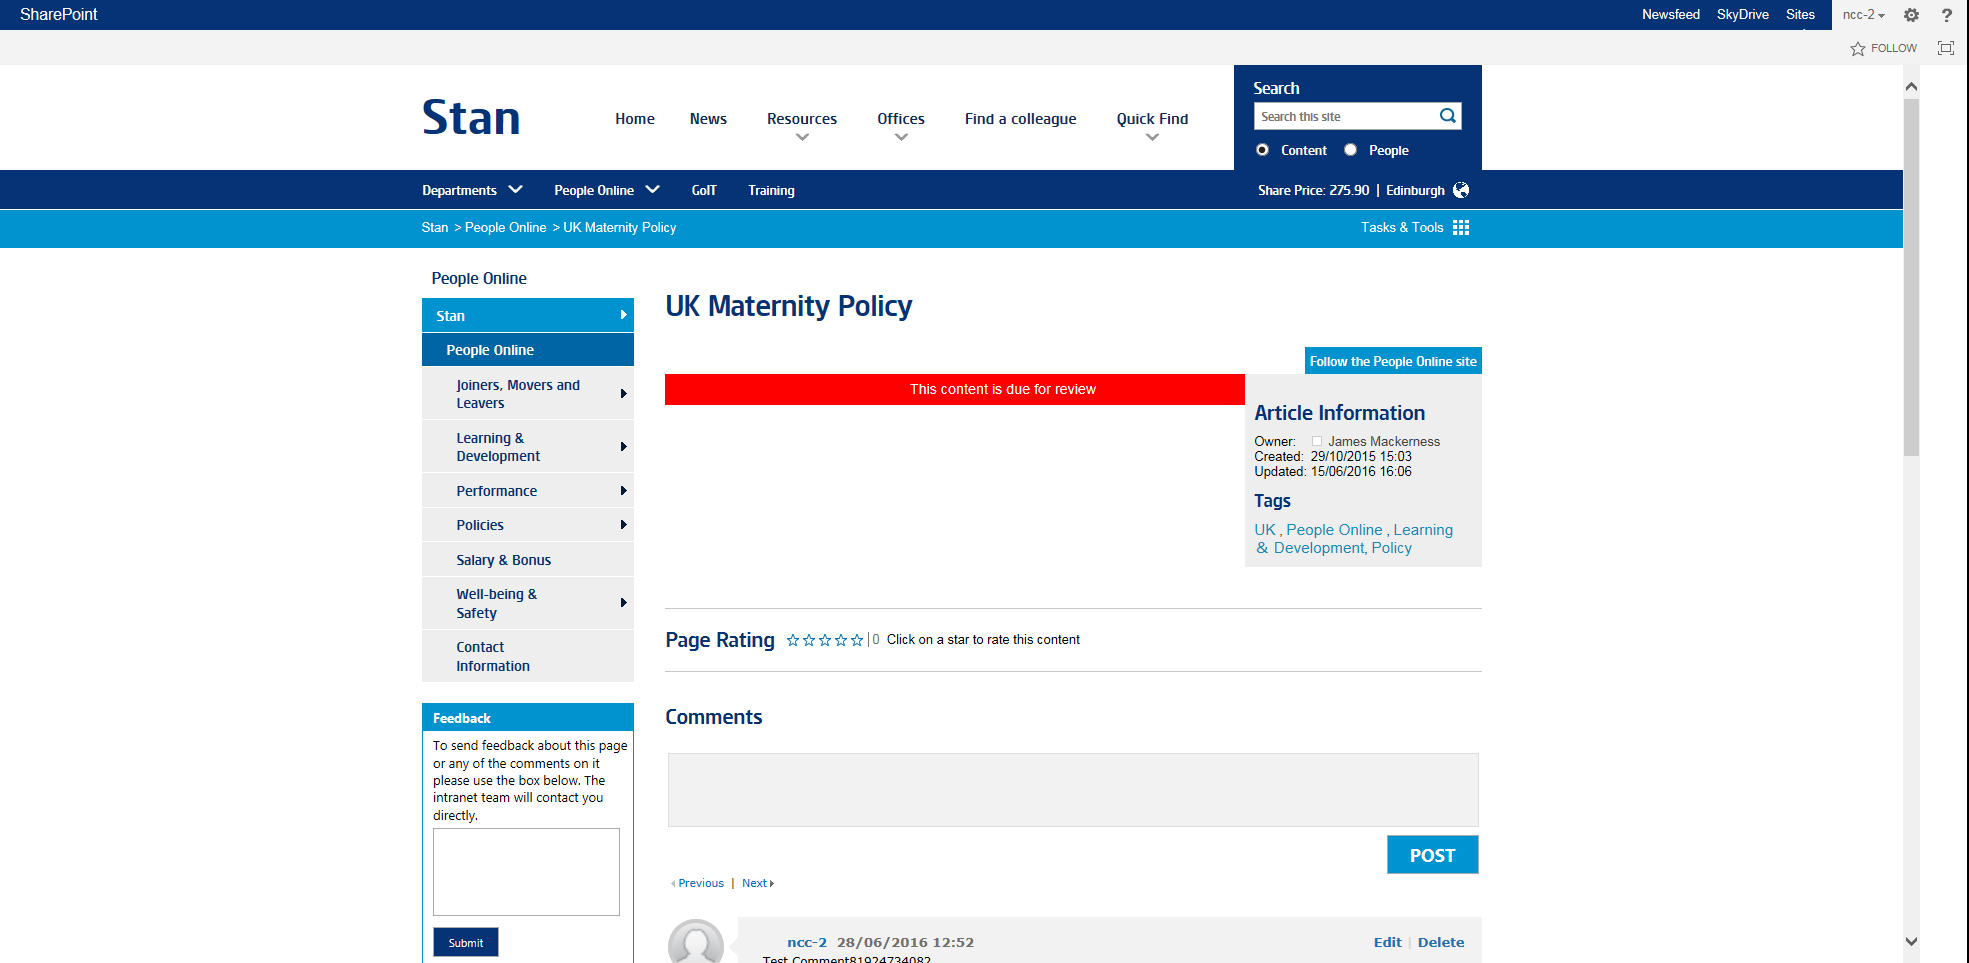 SharePoint
Newsfeed SkyDrive Sites ncc-2 ?
FOLLOW
Stan
Home News Resources Offices Find a colleague Quick Find
Search
Search this site
Content People
Departments People Online GoIT Training
Share Price: 275.90 | Edinburgh
Stan > People Online > UK Maternity Policy
Tasks & Tools
People Online
Stan
People Online
Joiners, Movers and
Leavers
Learning &
Development
Performance
Policies
Salary & Bonus
Well-being &
Safety
Contact
Information
Feedback
To send feedback about this page
or any of the comments on it
please use the box below. The
intranet team will contact you
directly.
Submit
UK Maternity Policy
Follow the People Online site
This content is due for review
Article Information
Owner: James Mackerness
Created: 29/10/2015 15:03
Updated: 15/06/2016 16:06
Tags
UK , People Online , Learning
& Development, Policy
Page Rating |0 Click on a star to rate this content
Comments
POST
Previous | Next
ncc-2 28/06/2016 12:52
Edit | Delete
Test Comment81924734082